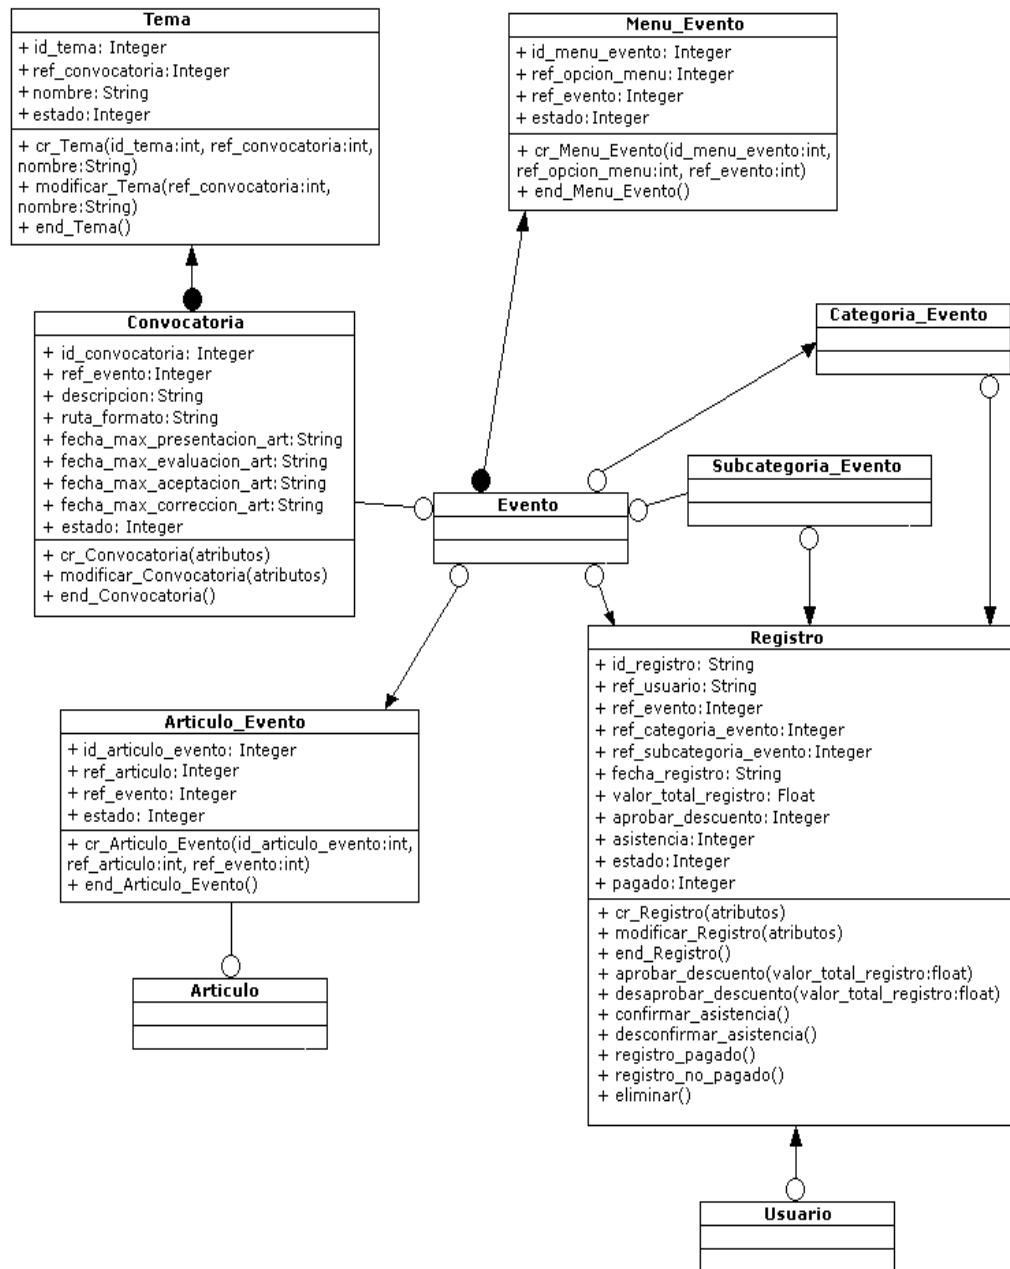 Tema
+ id_tema: Integer
+ ref_convocatoria: Integer
+ nombre: String
+ estado: Integer
+ cr_Tema(id_tema:int, ref_convocatoria:int,
nombre:String)
+ modificar_Tema(ref_convocatoria:int,
nombre:String)
+ end_Tema()
Menu_Evento
+ id_menu_evento: Integer
+ ref_opcion_menu: Integer
+ ref_evento: Integer
+ estado: Integer
+ cr_Menu_Evento(id_menu_evento:int,
ref_opcion_menu:int, ref_evento:int)
+ end_Menu_Evento()
Convocatoria
+ id_convocatoria: Integer
+ ref_evento: Integer
+ descripcion: String
+ ruta_formato: String
+ fecha_max_presentacion_art: String
+ fecha_max_evaluacion_art: String
+ fecha_max_aceptacion_art: String
+ fecha_max_correccion_art: String
+ estado: Integer
+ cr_Convocatoria(atributos)
+ modificar_Convocatoria(atributos)
+ end_Convocatoria()
Categoria_Evento
Subcategoria_Evento
Evento
Articulo_Evento
+ id_articulo_evento: Integer
+ ref_articulo: Integer
+ ref_evento: Integer
+ estado: Integer
+ cr_Articulo_Evento(id_articulo_evento:int,
ref_articulo:int, ref_evento:int)
+ end_Articulo_Evento()
Articulo
Registro
+ id_registro: String
+ ref_usuario: String
+ ref_evento: Integer
+ ref_categoria_evento: Integer
+ ref_subcategoria_evento: Integer
+ fecha_registro: String
+ valor_total_registro: Float
+ aprobar_descuento: Integer
+ asistencia: Integer
+ estado: Integer
+ pagado: Integer
+ cr_Registro(atributos)
+ modificar_Registro(atributos)
+ end_Registro()
+ aprobar_descuento(valor_total_registro:float)
+ desaprobar_descuento(valor_total_registro:float)
+ confirmar_asistencia()
+ desconfirmar_asistencia()
+ registro_pagado()
+ registro_no_pagado()
+ eliminar()
Usuario